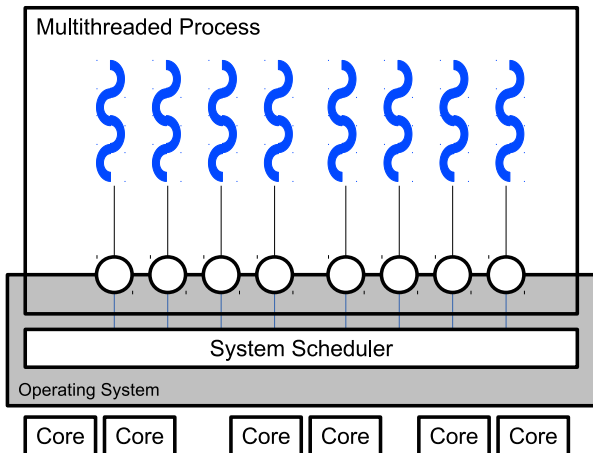 Multithreaded Process
System Scheduler
Operating System
Core Core Core Core Core Core